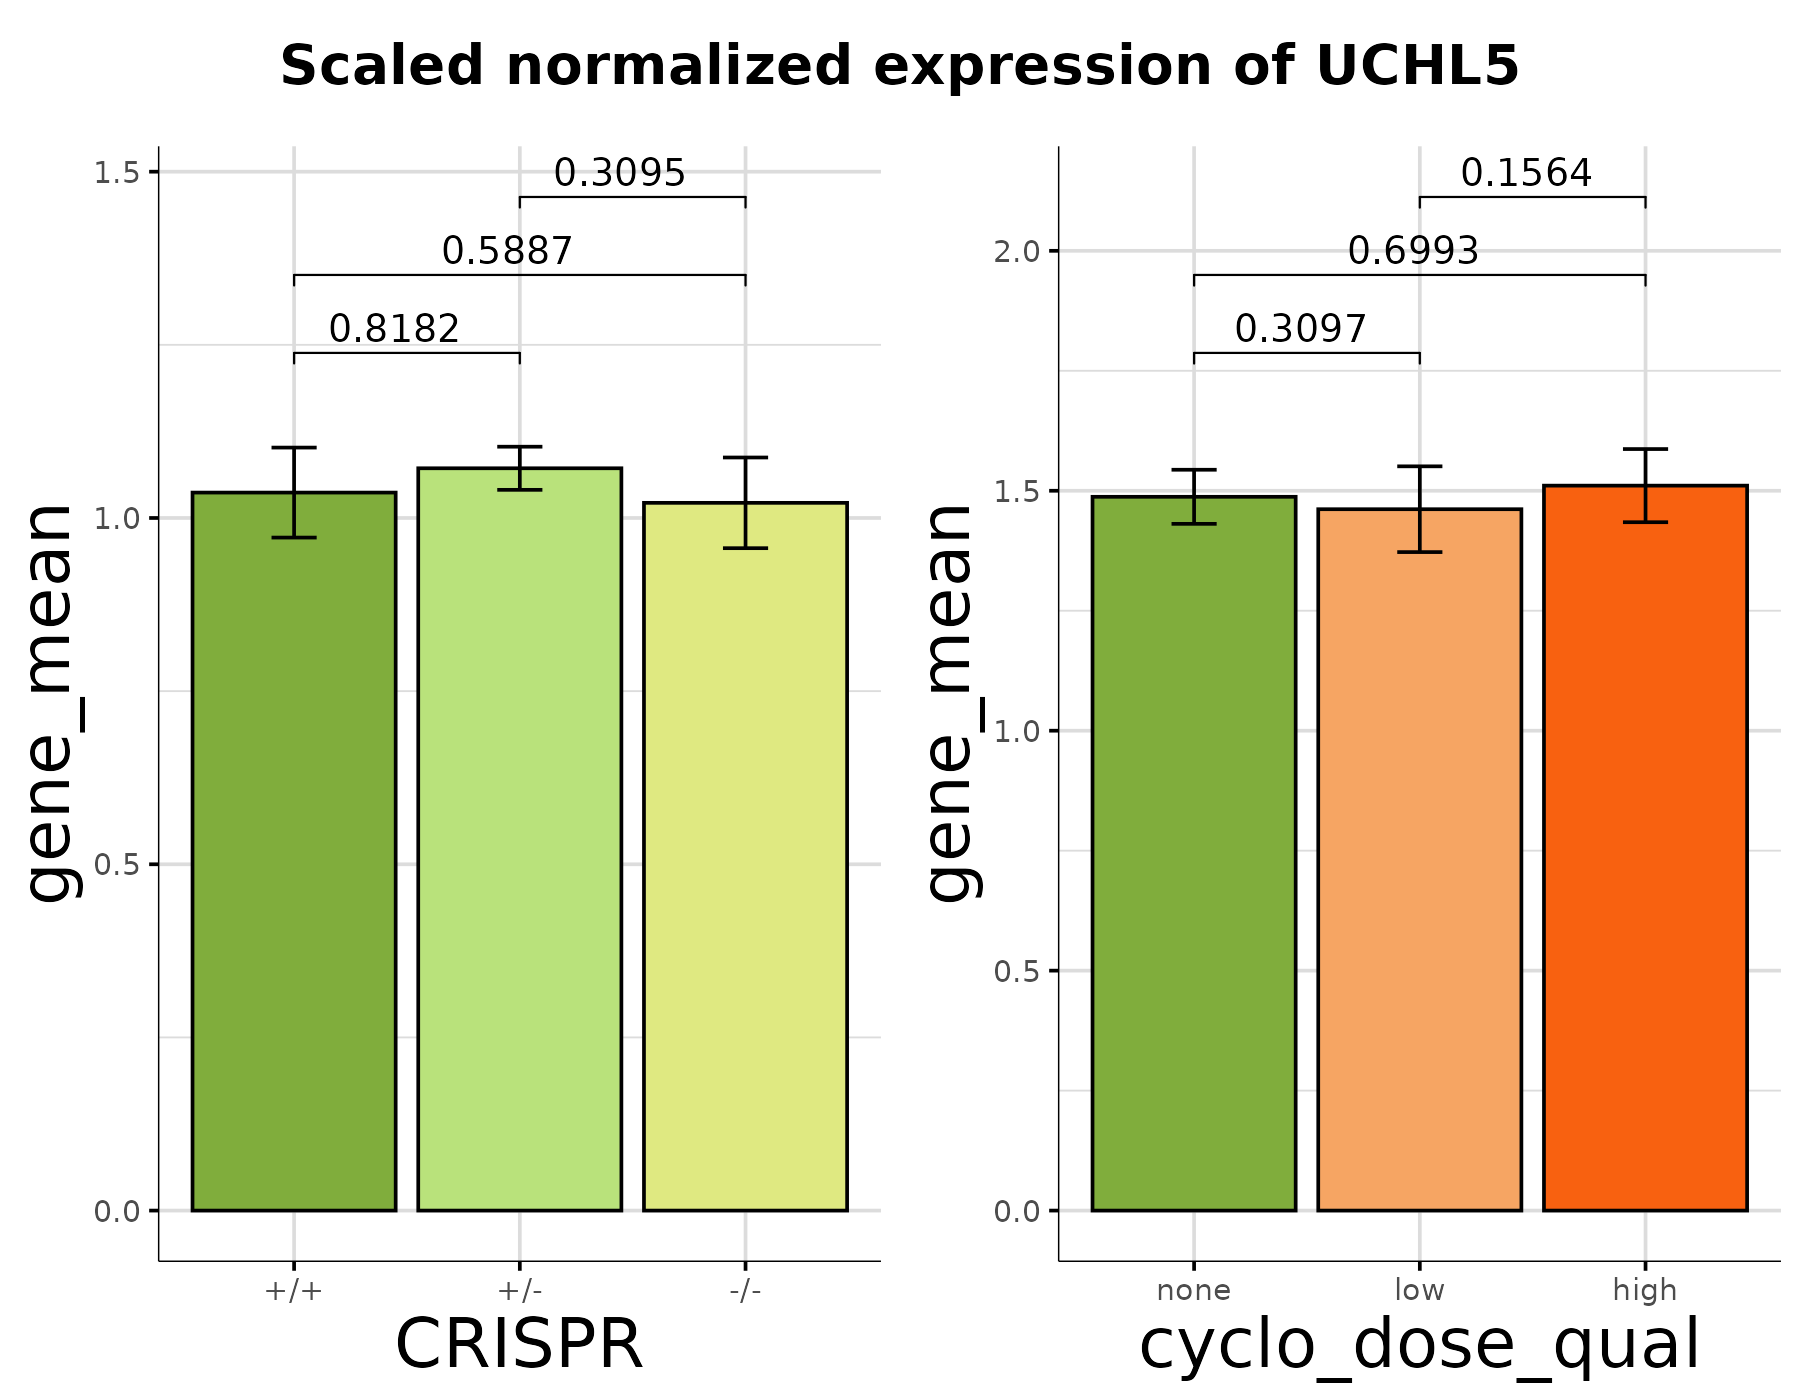 Scaled normalized expression of UCHL5
gene_mean
1.5
1.0
0.5
0.0
0.3095
0.5887
0.8182
+/+
+/-
-/-
CRISPR
gene_mean
2.0
1.5
1.0
0.5
0.0
0.1564
0.6993
0.3097
none
low
high
cyclo_dose_qual